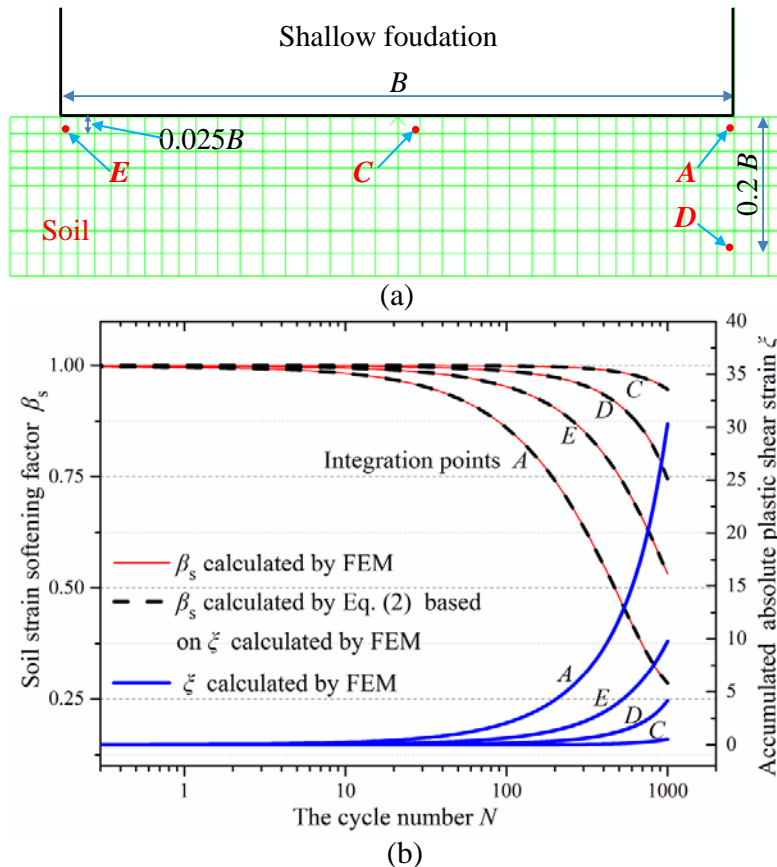 Shallow foudation
B
0.025B
E
C
A
0.2 B
D
Soil
(a)
40
35
30
25
20
15
10
5
0
Accumulated absolute plastic shear strain ξ
1.00
0.75
0.50
0.25
Soil strain softening factor βs
C
D
E
Integration points A
βs calculated by FEM
βs calculated by Eq. (2) based
on ξ calculated by FEM
ξ calculated by FEM
A
E
D
C
1
10
100
1000
The cycle number N
(b)